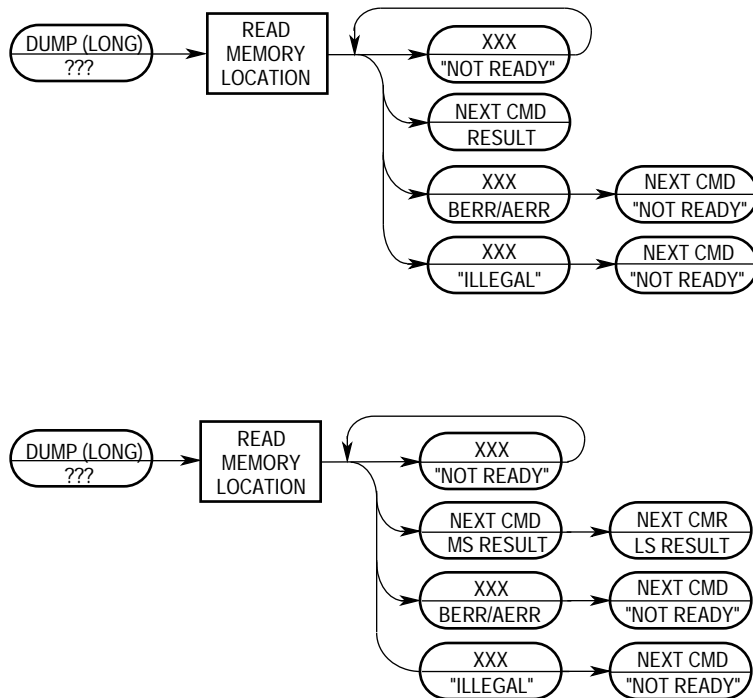 DUMP (LONG)
???
READ
MEMORY
LOCATION
XXX
"NOT READY"
NEXT CMD
RESULT
XXX
BERR/AERR
NEXT CMD
"NOT READY"
XXX
"ILLEGAL"
NEXT CMD
"NOT READY"
DUMP (LONG)
???
READ
MEMORY
LOCATION
XXX
"NOT READY"
NEXT CMD
MS RESULT
NEXT CMR
LS RESULT
XXX
BERR/AERR
NEXT CMD
"NOT READY"
XXX
"ILLEGAL"
NEXT CMD
"NOT READY"